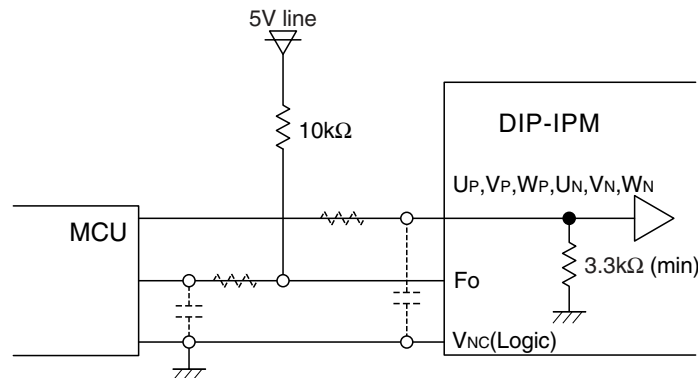 5V line
10kΩ
DIP-IPM
UP,VP,WP,UN,VN,WN
MCU
3.3kΩ (min)
Fo
VNC(Logic)